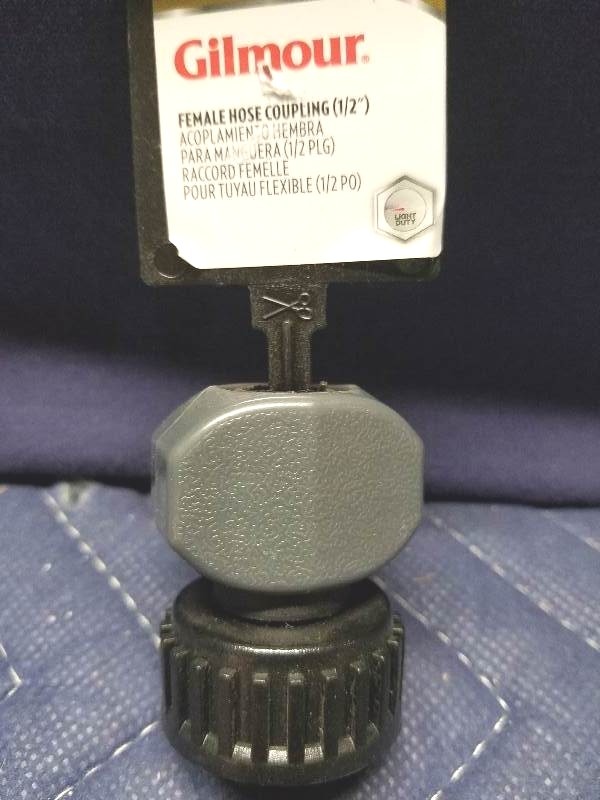 Gilmour®
FEMALE HOSE COUPLING (1/2")
ACOPLAMIENTO HEMBRA
PARA MANGUERA (1/2 PLG)
RACCORD FEMELLE
POUR TUYAU FLEXIBLE (1/2 PO)
LIGHT
DUTY